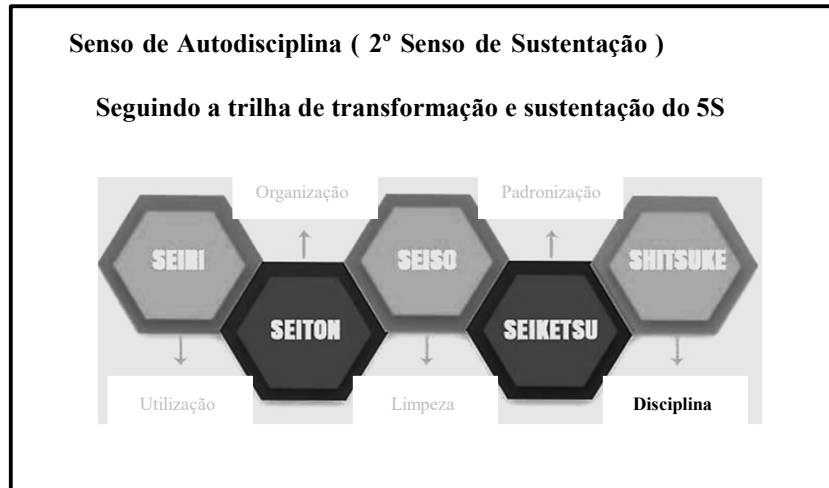 Senso de Autodisciplina ( 2º Senso de Sustentação )
Seguindo a trilha de transformação e sustentação do 5S
Organização
Padronização
SEIRI
SEISO
SHITSUKE
SEITON
SEIKETSU
Utilização
Limpeza
Disciplina